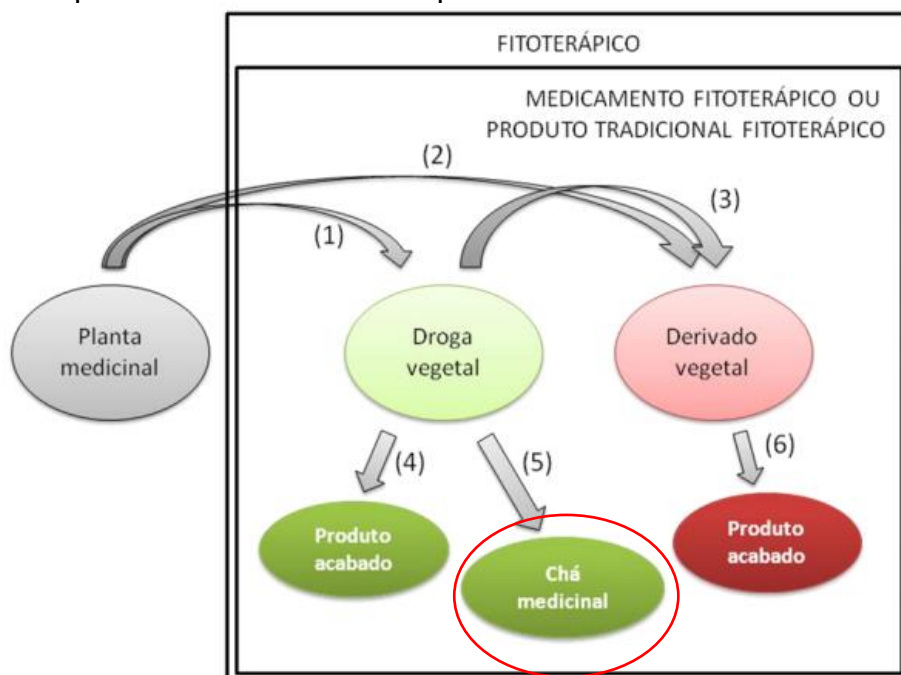 FITOTERÁPICO
MEDICAMENTO FITOTERÁPICO OU
PRODUTO TRADICIONAL FITOTERÁPICO
(2)
(3)
(1)
Planta
medicinal
Droga
vegetal
Derivado
vegetal
(4)
(5)
(6)
Produto
acabado
Chá
medicinal
Produto
acabado